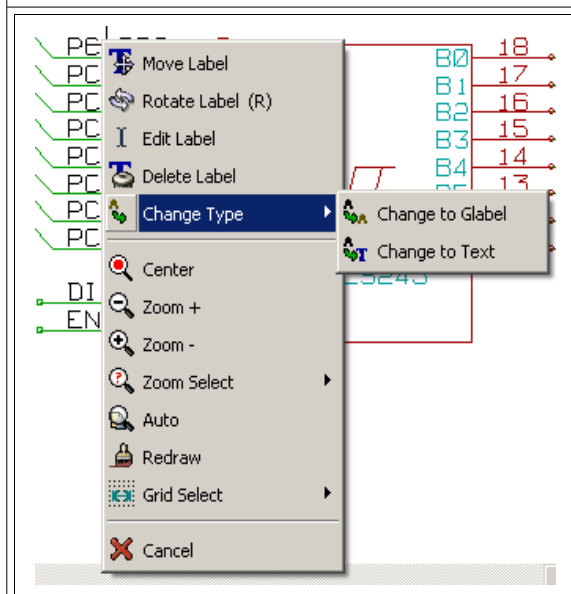 PC
PC
PC
PC
PC
PC
PC
DI
EN
Move Label
Rotate Label (R)
Edit Label
Delete Label
Change Type
Center
Zoom +
Zoom -
Zoom Select
Auto
Redraw
Grid Select
Cancel
Change to Glabel
Change to Text
B0 18
B1 17
B2 16
B3 15
B4 14
13